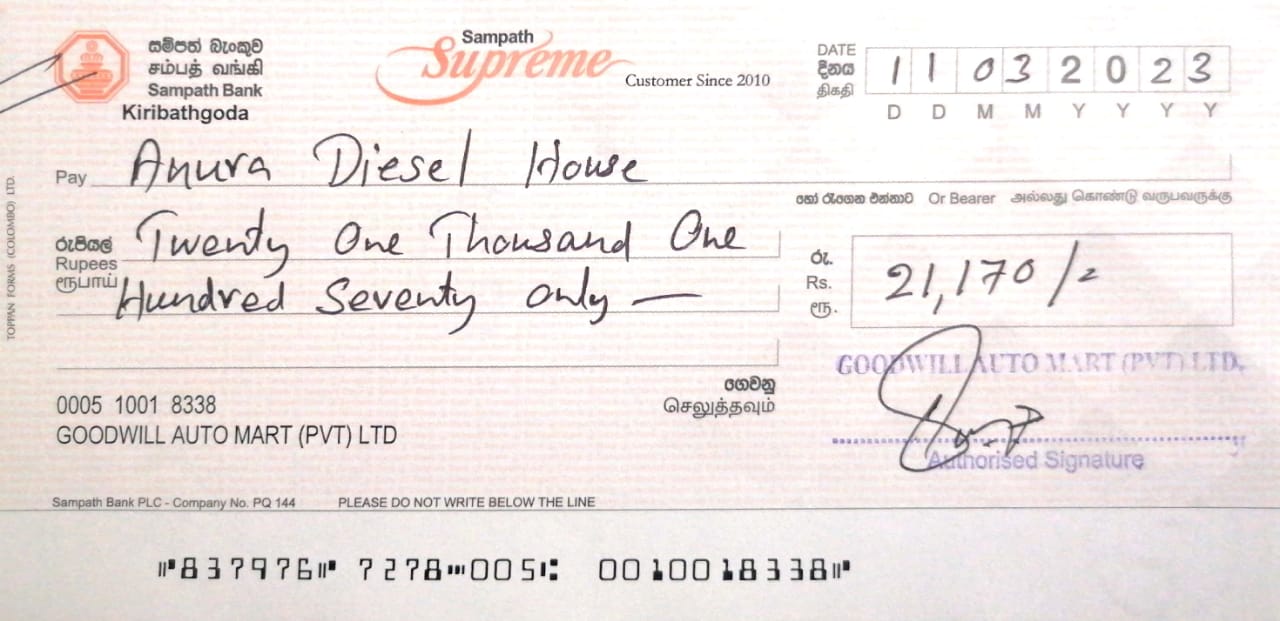 සම්පත් බැංකුව
சம்பத் வங்கி
Sampath Bank
Kiribathgoda
Sampath
Supreme
Customer Since 2010
DATE
දිනය
திகதி
1 1 0 3 2 0 2 3
D D M M Y Y Y Y
Pay Anura Diesel House
හෝ රැගෙන එන්නාට Or Bearer அல்லது கொண்டு வருபவருக்கு
රුපියල්
Rupees
ரூபாய்
Twenty One Thousand One
Hundred Seventy only —
රු.
Rs.
ரூ.
21,170/=
GOODWILL AUTO MART (PVT) LTD.
ගෙවනු
செலுத்தவும்
0005 1001 8338
GOODWILL AUTO MART (PVT) LTD
Authorised Signature
Sampath Bank PLC - Company No. PQ 144 PLEASE DO NOT WRITE BELOW THE LINE
⑈837976⑈ 7278⑉005⑆ 0010018338⑈
TOPPAN FORMS (COLOMBO) LTD.